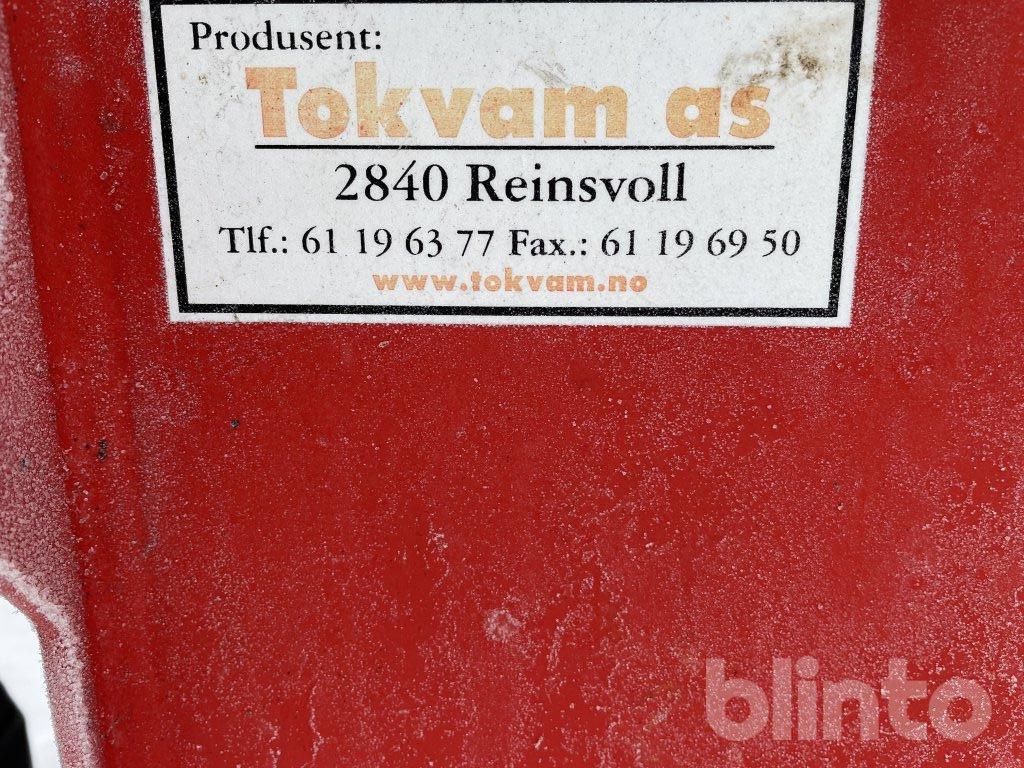 Produsent:
Tokvam as
2840 Reinsvoll
Tlf.: 61 19 63 77 Fax.: 61 19 69 50
www.tokvam.no
blinto